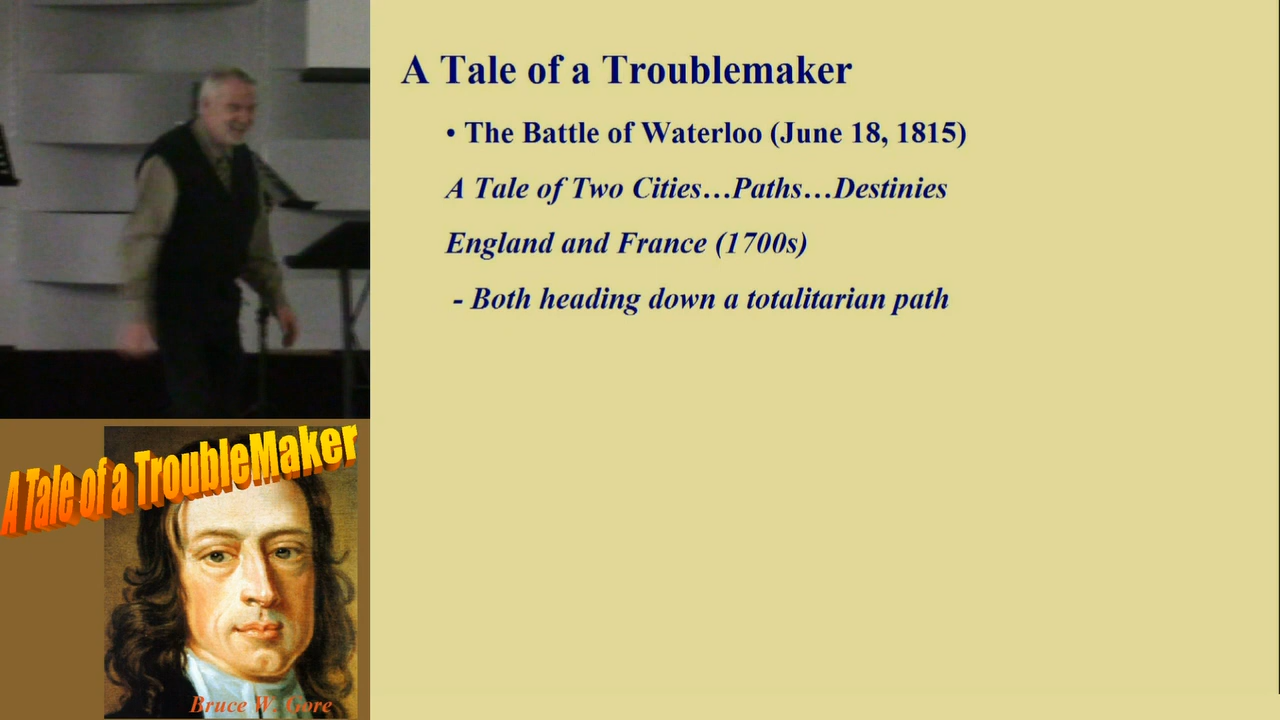 A Tale of a Troublemaker
• The Battle of Waterloo (June 18, 1815)
A Tale of Two Cities…Paths…Destinies
England and France (1700s)
- Both heading down a totalitarian path
A Tale of a TroubleMaker
Bruce W. Gore